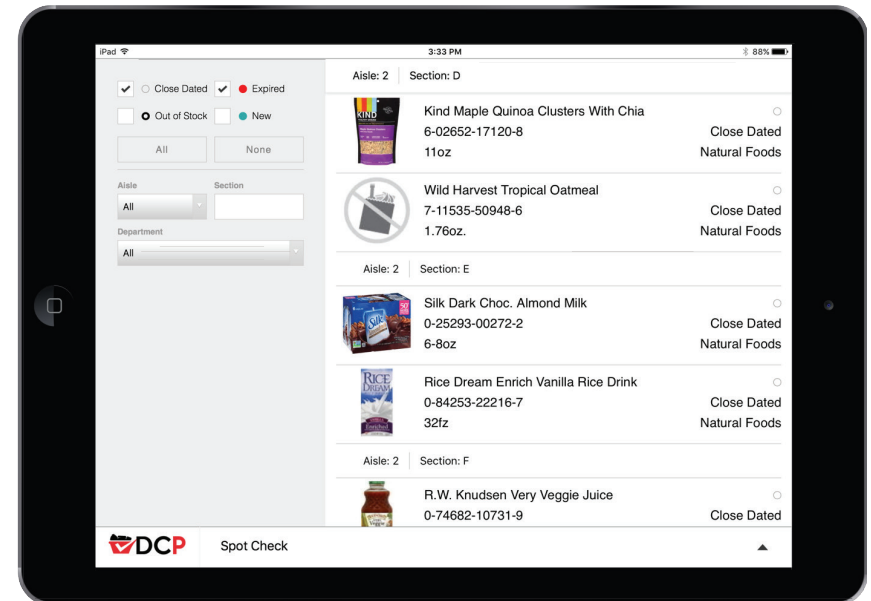 iPad 3:33 PM 88%
Close Dated Expired
Out of Stock New
All None
Aisle Section
All
Department
All
Aisle: 2 Section: D
KIND
Kind Maple Quinoa Clusters With Chia
6-02652-17120-8 Close Dated
11oz Natural Foods
Wild Harvest Tropical Oatmeal
7-11535-50948-6 Close Dated
1.76oz. Natural Foods
Aisle: 2 Section: E
Silk
Silk Dark Choc. Almond Milk
0-25293-00272-2 Close Dated
6-8oz Natural Foods
RICE
DREAM
Enriched
Rice Dream Enrich Vanilla Rice Drink
0-84253-22216-7 Close Dated
32fz Natural Foods
Aisle: 2 Section: F
R.W. Knudsen Very Veggie Juice
0-74682-10731-9 Close Dated
DCP Spot Check